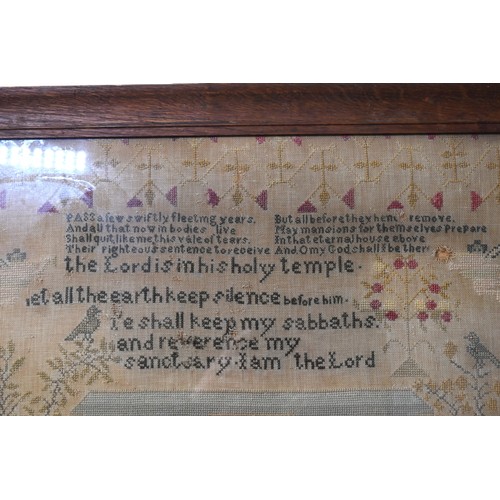 PASS a few swiftly fleeting years.
And all that now in bodies live
Shall quit like me this vale of tears.
Their righteous sentence to receive
But all before they hence remove.
May mansions for themselves prepare
In that eternal house above
And O my God shall I be there
the Lord is in his holy temple.
let all the earth keep silence before him.
Ye shall keep my sabbaths.
and reverence my
sanctuary. I am the Lord